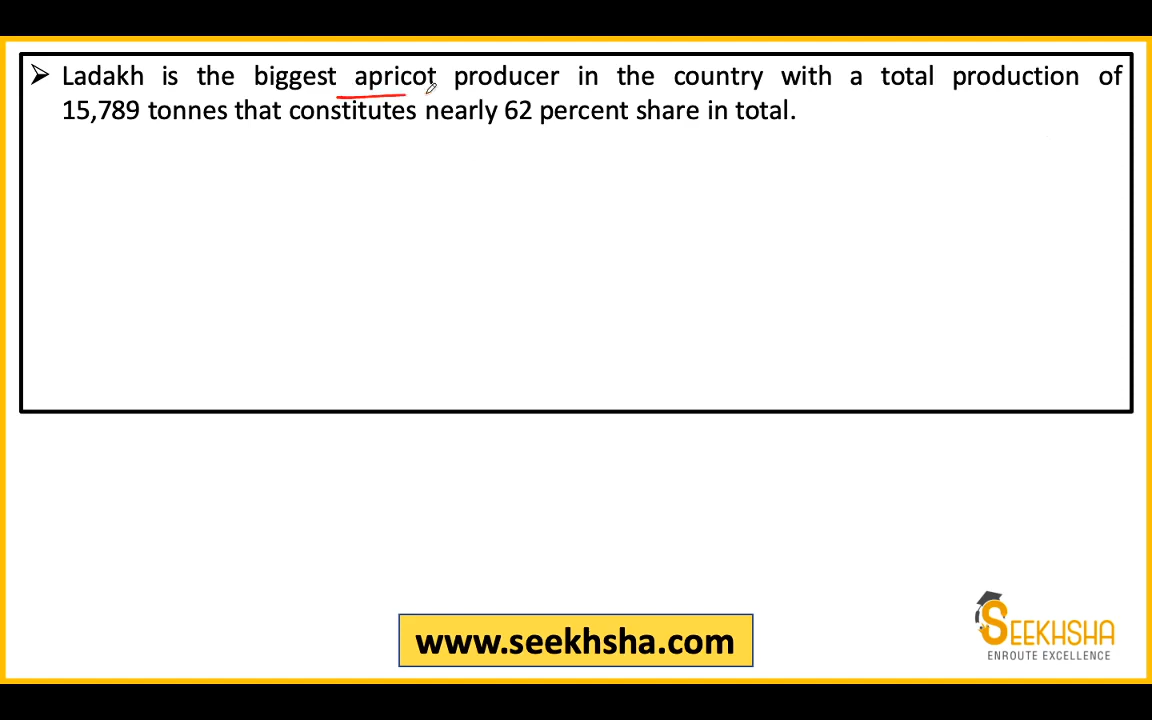 ➢ Ladakh is the biggest apricot producer in the country with a total production of
15,789 tonnes that constitutes nearly 62 percent share in total.
www.seekhsha.com
SEEKHSHA
ENROUTE EXCELLENCE